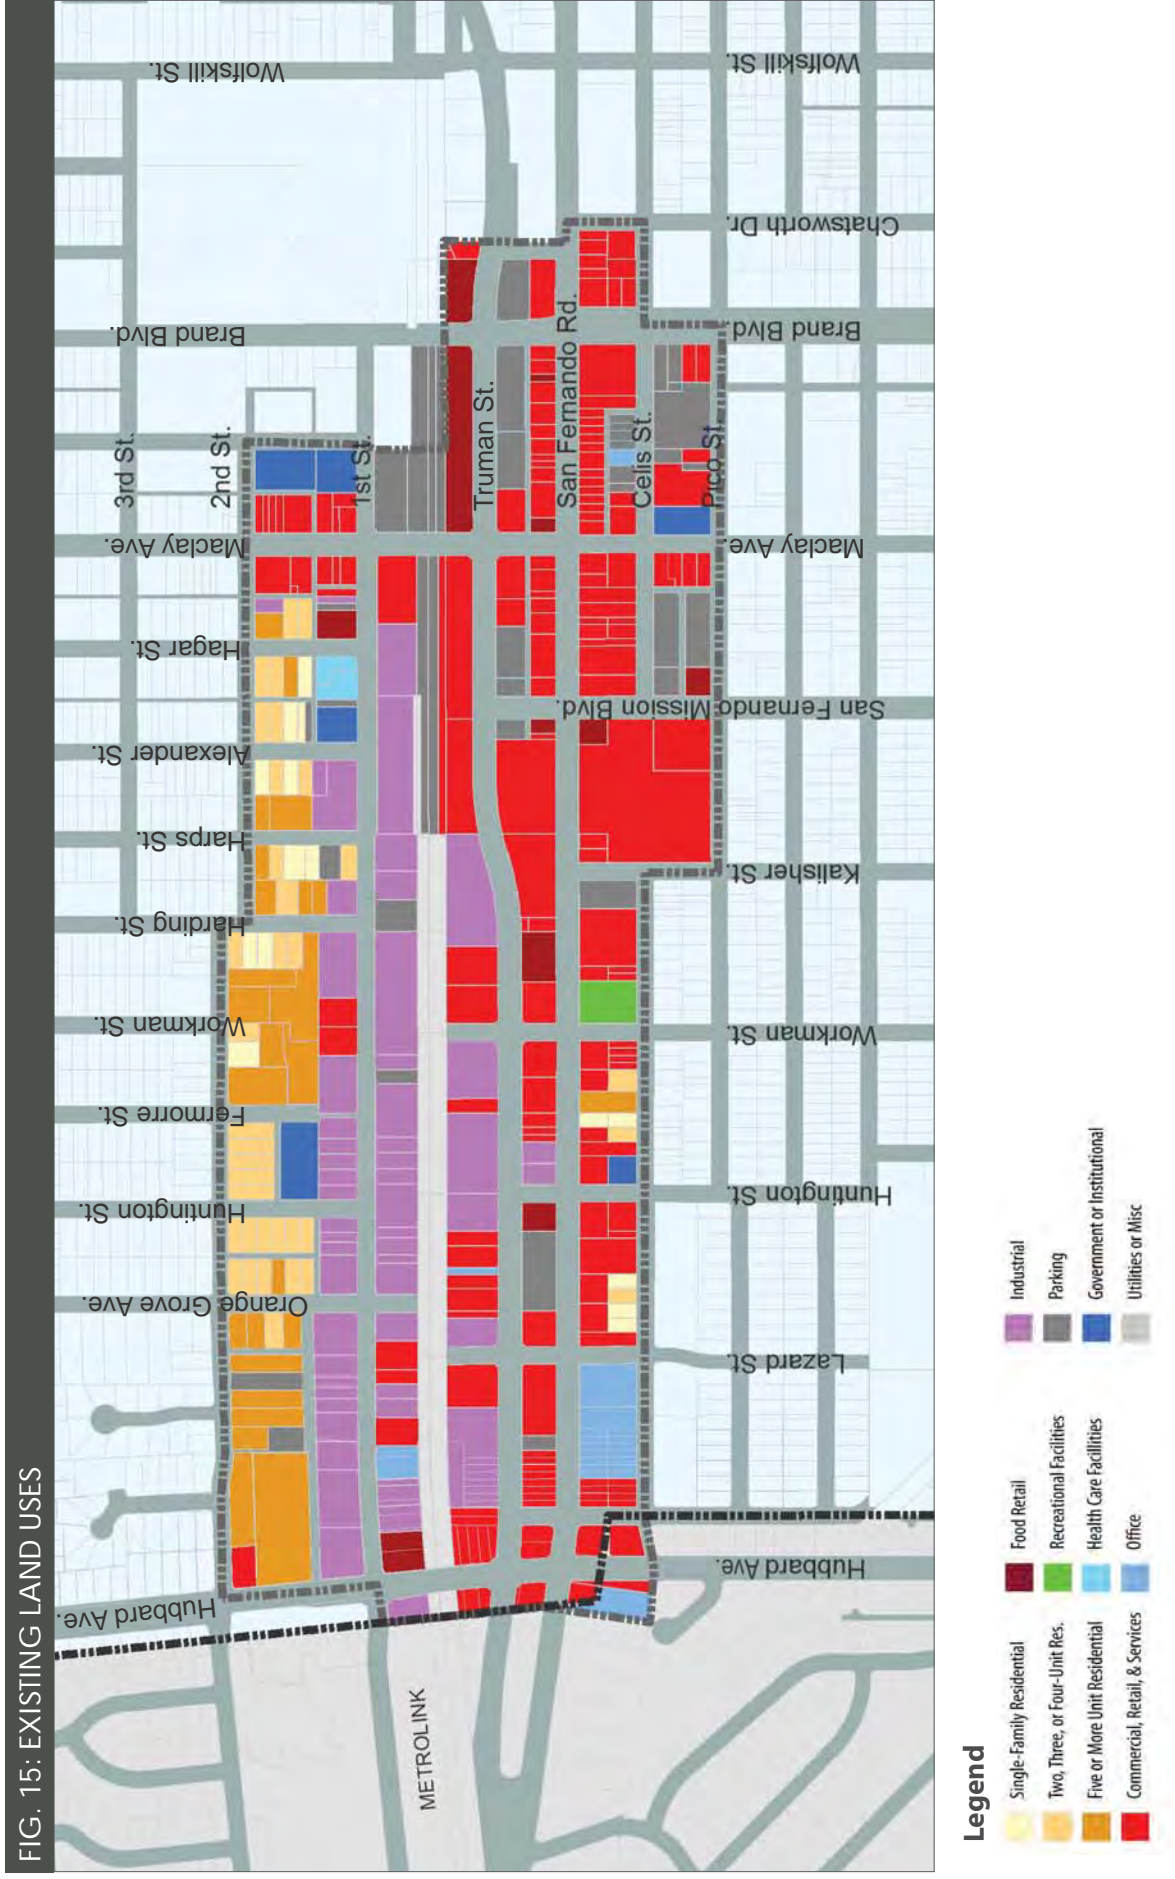 FIG. 15: EXISTING LAND USES
Hubbard Ave.
Orange Grove Ave.
Huntington St.
Fermorre St.
Workman St.
Harding St.
Harps St.
Alexander St.
Hagar St.
Maclay Ave.
Brand Blvd.
Wolfskill St.
3rd St.
2nd St.
1st St.
METROLINK
Truman St.
San Fernando Rd.
Celis St.
Pico St.
Hubbard Ave.
Lazard St.
Huntington St.
Workman St.
Kalisher St.
San Fernando Mission Blvd.
Maclay Ave.
Brand Blvd.
Chatsworth Dr.
Wolfskill St.
Legend
Single-Family Residential
Two, Three, or Four-Unit Res.
Five or More Unit Residential
Commercial, Retail, & Services
Food Retail
Recreational Facilities
Health Care Facillities
Office
Industrial
Parking
Government or Institutional
Utilities or Misc